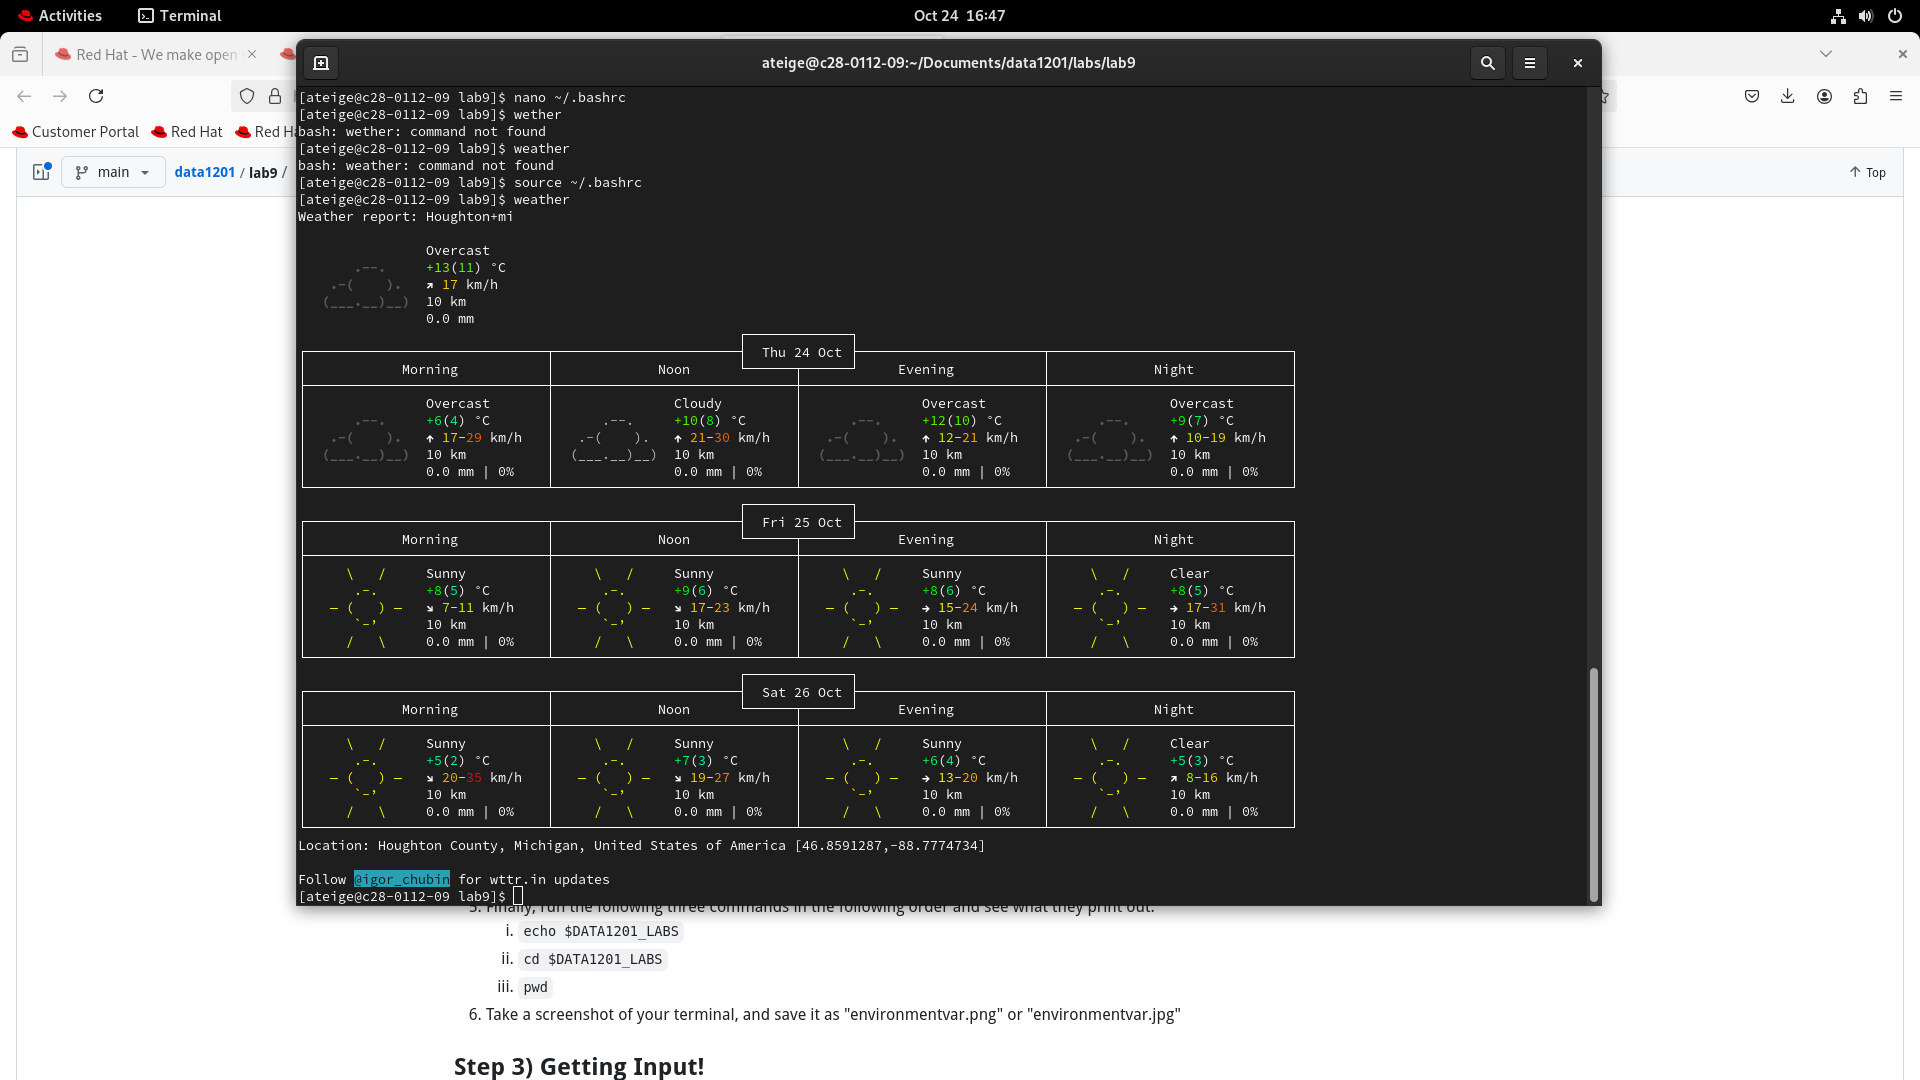 Activities Terminal Oct 24 16:47
Red Hat - We make open
Customer Portal Red Hat Red H
main data1201 / lab9 / Top
ateige@c28-0112-09:~/Documents/data1201/labs/lab9
[ateige@c28-0112-09 lab9]$ nano ~/.bashrc
[ateige@c28-0112-09 lab9]$ wether
bash: wether: command not found
[ateige@c28-0112-09 lab9]$ weather
bash: weather: command not found
[ateige@c28-0112-09 lab9]$ source ~/.bashrc
[ateige@c28-0112-09 lab9]$ weather
Weather report: Houghton+mi
Overcast
+13(11) °C
↗ 17 km/h
10 km
0.0 mm
Thu 24 Oct
Morning Noon Evening Night
Overcast Cloudy Overcast Overcast
+6(4) °C +10(8) °C +12(10) °C +9(7) °C
↑ 17-29 km/h ↑ 21-30 km/h ↑ 12-21 km/h ↑ 10-19 km/h
10 km 10 km 10 km 10 km
0.0 mm | 0% 0.0 mm | 0% 0.0 mm | 0% 0.0 mm | 0%
Fri 25 Oct
Morning Noon Evening Night
Sunny Sunny Sunny Clear
+8(5) °C +9(6) °C +8(6) °C +8(5) °C
↘ 7-11 km/h ↘ 17-23 km/h → 15-24 km/h → 17-31 km/h
10 km 10 km 10 km 10 km
0.0 mm | 0% 0.0 mm | 0% 0.0 mm | 0% 0.0 mm | 0%
Sat 26 Oct
Morning Noon Evening Night
Sunny Sunny Sunny Clear
+5(2) °C +7(3) °C +6(4) °C +5(3) °C
↘ 20-35 km/h ↘ 19-27 km/h → 13-20 km/h ↗ 8-16 km/h
10 km 10 km 10 km 10 km
0.0 mm | 0% 0.0 mm | 0% 0.0 mm | 0% 0.0 mm | 0%
Location: Houghton County, Michigan, United States of America [46.8591287,-88.7774734]
Follow @igor_chubin for wttr.in updates
[ateige@c28-0112-09 lab9]$
5. Finally, run the following three commands in the following order and see what they print out.
i. echo $DATA1201_LABS
ii. cd $DATA1201_LABS
iii. pwd
6. Take a screenshot of your terminal, and save it as "environmentvar.png" or "environmentvar.jpg"
Step 3) Getting Input!